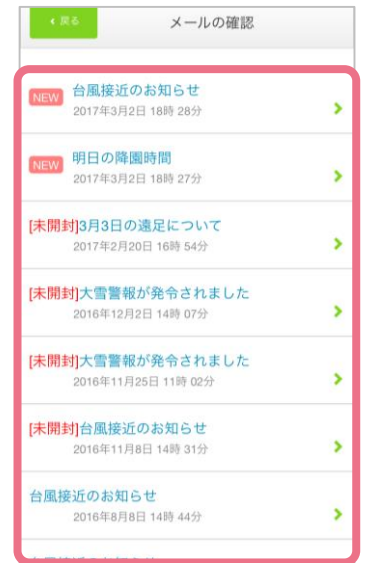 戻る
メールの確認
NEW 台風接近のお知らせ
2017年3月2日 18時 28分
NEW 明日の降園時間
2017年3月2日 18時 27分
[未開封]3月3日の遠足について
2017年2月20日 16時 54分
[未開封]大雪警報が発令されました
2016年12月2日 14時 07分
[未開封]大雪警報が発令されました
2016年11月25日 11時 02分
[未開封]台風接近のお知らせ
2016年11月8日 14時 31分
台風接近のお知らせ
2016年8月8日 14時 44分